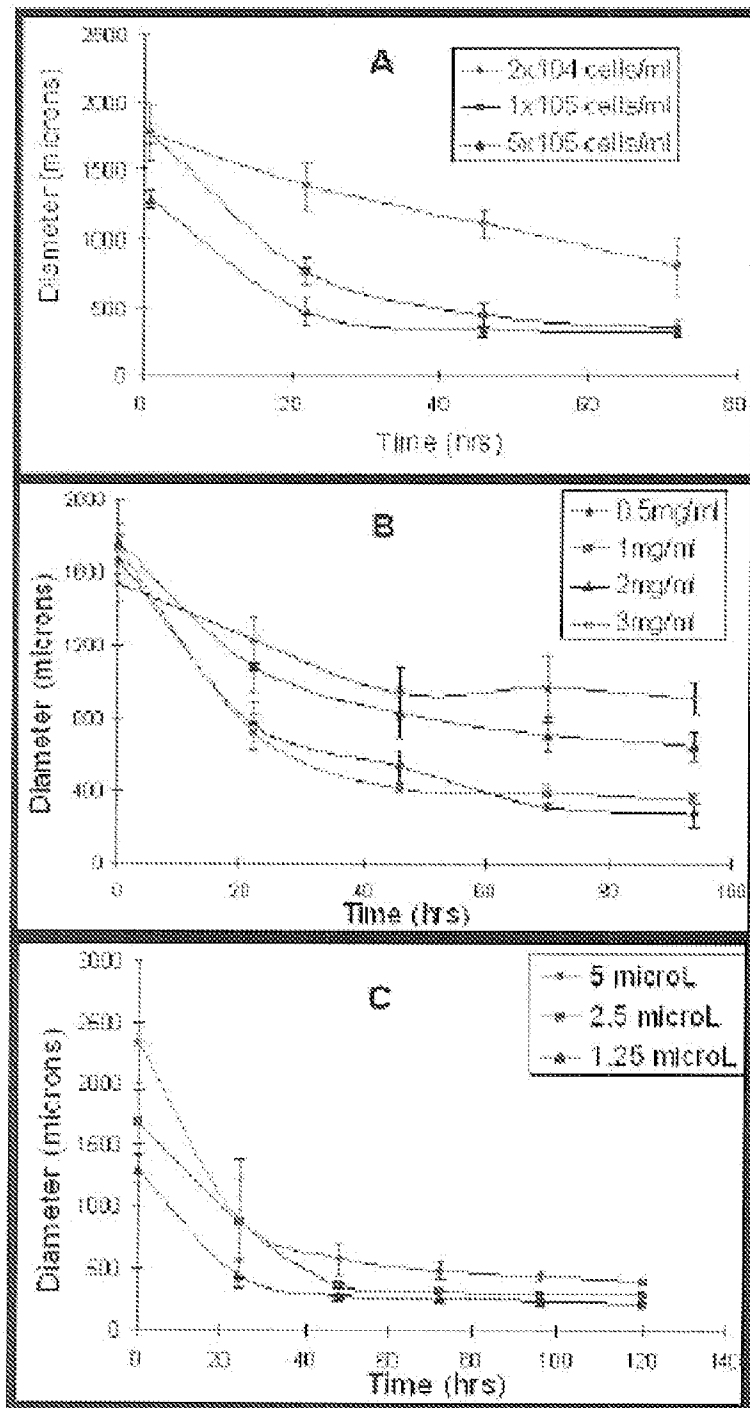 A
2500
2000
1500
1000
500
0
Diameter (microns)
2x104 cells/ml
1x105 cells/ml
5x105 cells/ml
0 20 40 60 80
Time (hrs)
B
2000
1600
1200
800
400
0
Diameter (microns)
0.5mg/ml
1mg/ml
2mg/ml
3mg/ml
0 20 40 60 80 100
Time (hrs)
C
3000
2500
2000
1500
1000
500
0
Diameter (microns)
5 microL
2.5 microL
1.25 microL
0 20 40 60 80 100 120 140
Time (hrs)